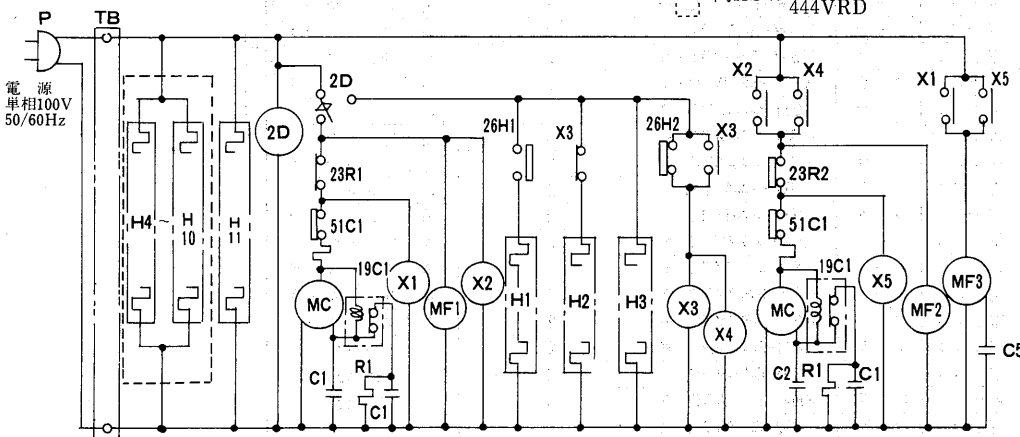 444VRD
P
TB
電 源
単相100V
50/60Hz
2D
2D
X2
X4
X1
X5
26H1
X3
26H2
X3
23R1
23R2
51C1
51C1
H4
~
H
10
H
11
19C1
19C1
MC
X1
MF1
X2
H1
H2
H3
X3
X4
MC
X5
MF2
MF3
C1
R1
C1
C2
R1
C1
C5